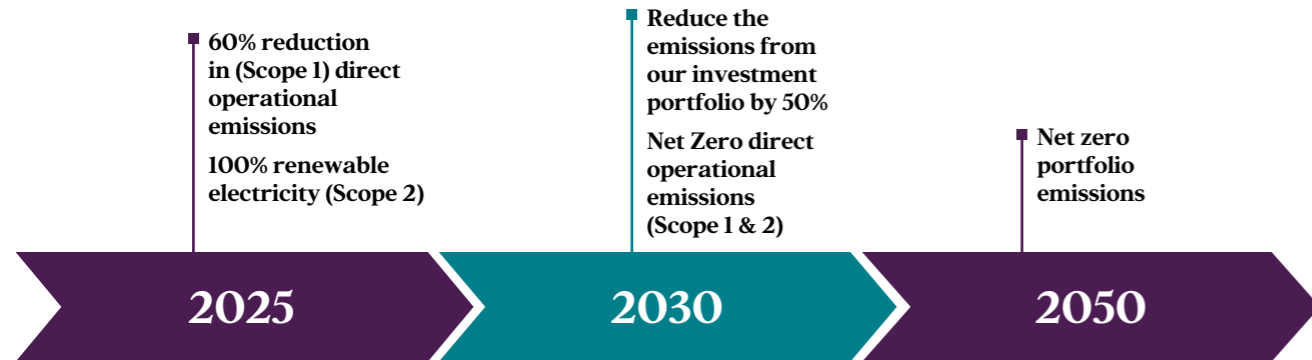 60% reduction
in (Scope 1) direct
operational
emissions
100% renewable
electricity (Scope 2)
Reduce the
emissions from
our investment
portfolio by 50%
Net Zero direct
operational
emissions
(Scope 1 & 2)
Net zero
portfolio
emissions
2025
2030
2050